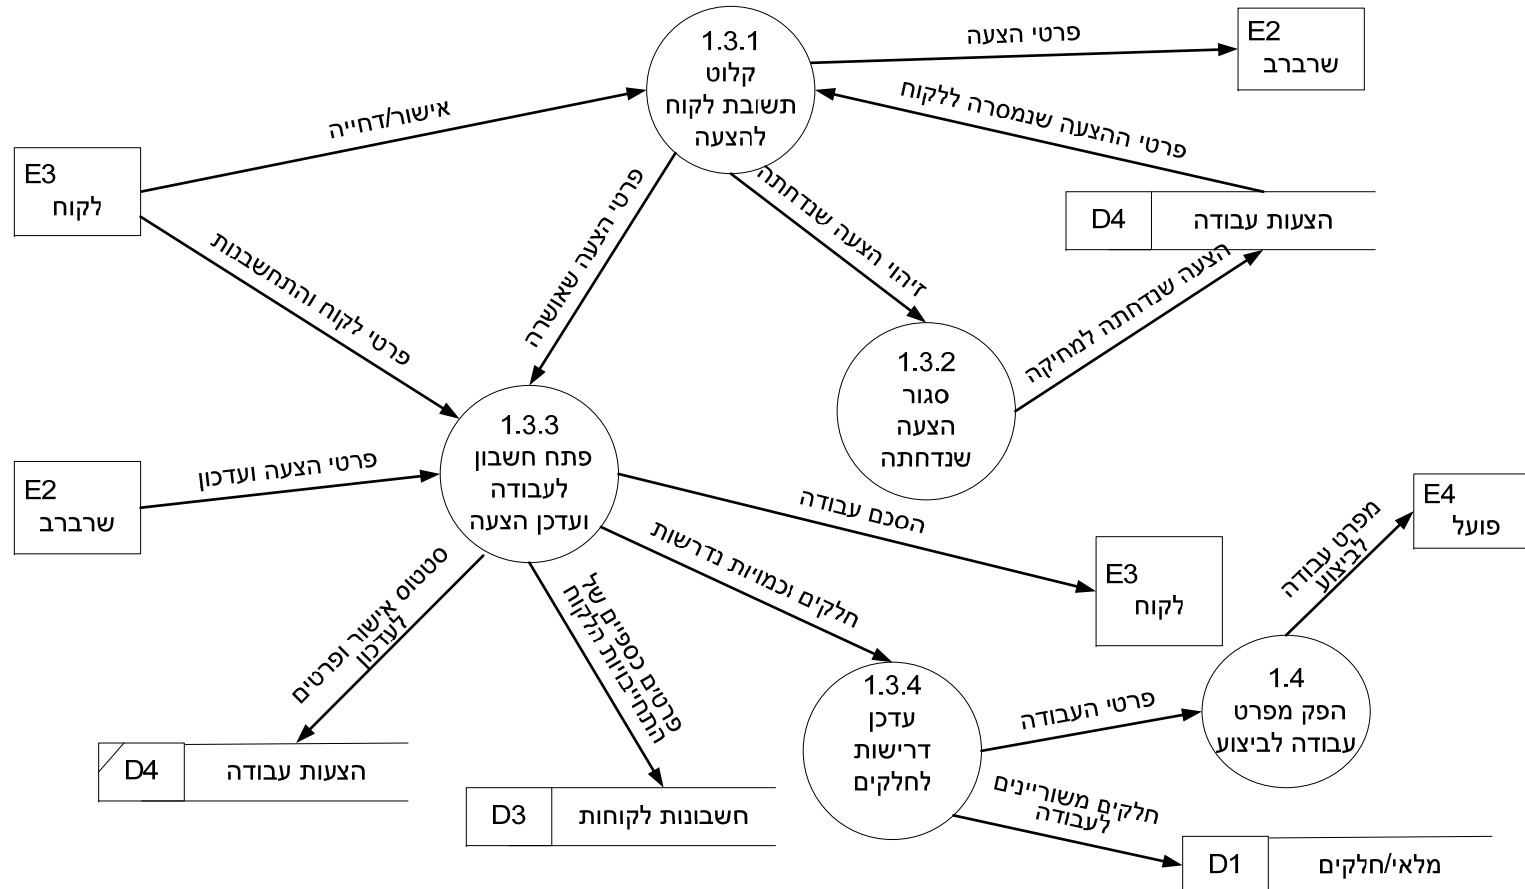 1.3.1
קלוט
תשובת לקוח
להצעה
פרטי הצעה
E2
שרברב
אישור/דחייה
פרטי ההצעה שנמסרה ללקוח
E3
לקוח
D4
הצעות עבודה
פרטי הצעה שאושרה
זיהוי הצעה שנדחתה
הצעה שנדחתה למחיקה
פרטי לקוח והתחשבנות
1.3.2
סגור
הצעה
שנדחתה
1.3.3
פתח חשבון
לעבודה
ועדכן הצעה
E2
שרברב
פרטי הצעה ועדכון
הסכם עבודה
E3
לקוח
חלקים וכמויות נדרשות
מפרט עבודה
לביצוע
E4
פועל
סטטוס אישור ופרטים
לעדכון
פרטים כספיים של
התחייבויות הלקוח
1.3.4
עדכן
דרישות
לחלקים
פרטי העבודה
1.4
הפק מפרט
עבודה לביצוע
D4
הצעות עבודה
D3
חשבונות לקוחות
חלקים משוריינים
לעבודה
D1
מלאי/חלקים